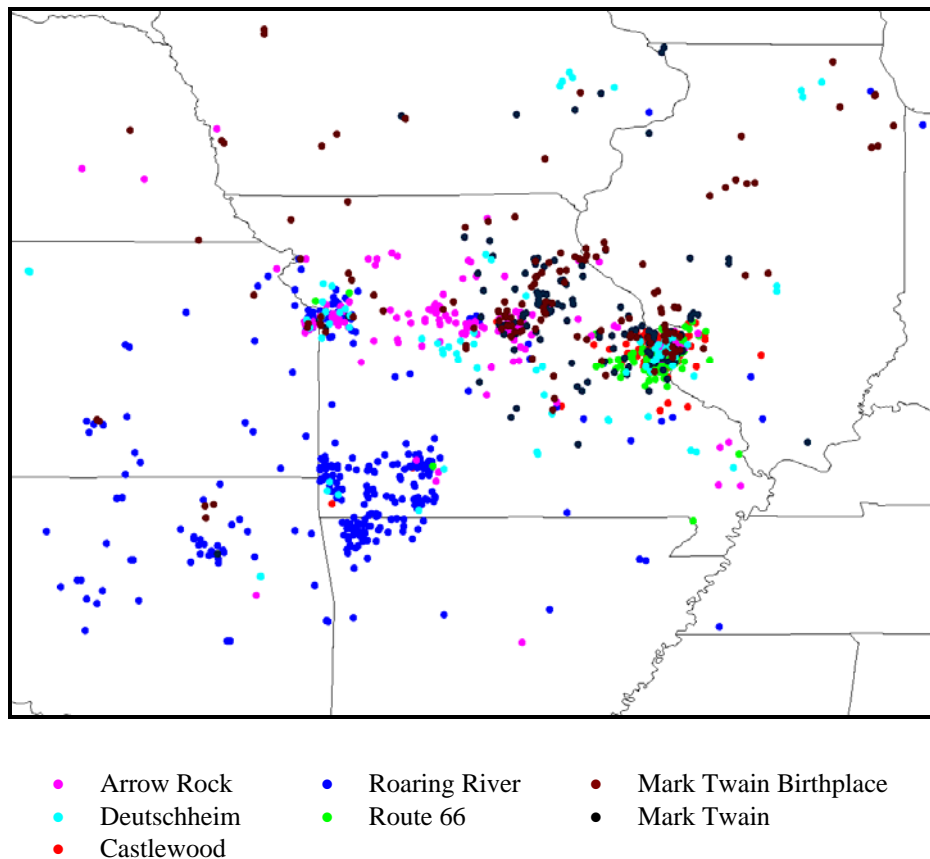 Arrow Rock Roaring River Mark Twain Birthplace
Deutschheim Route 66 Mark Twain
Castlewood